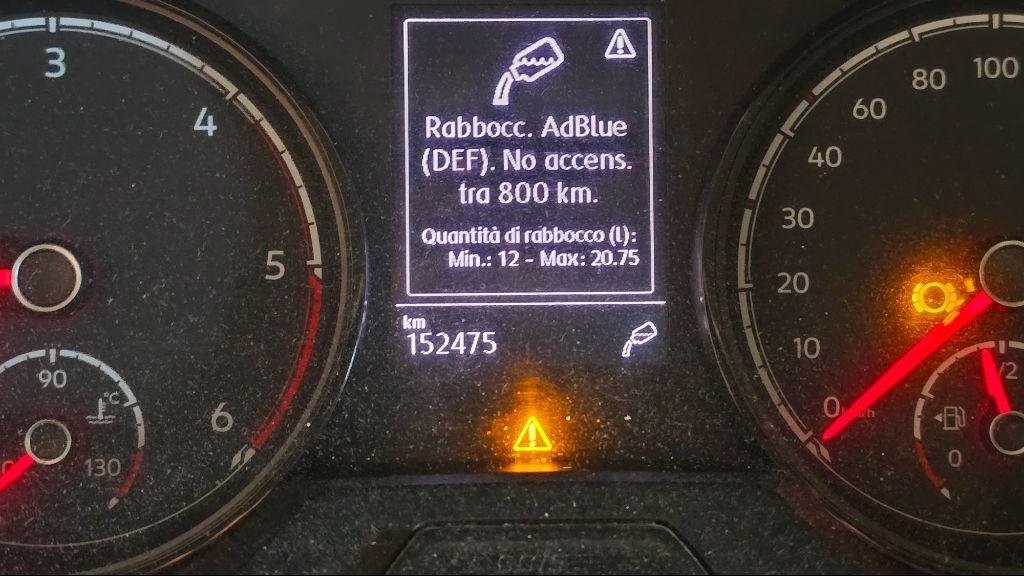 3
4
5
6
90
°C
130
Rabbocc. AdBlue
(DEF). No accens.
tra 800 km.
Quantità di rabbocco (l):
Min.: 12 - Max: 20.75
km
152475
100
80
60
40
30
20
10
0
1/2
0